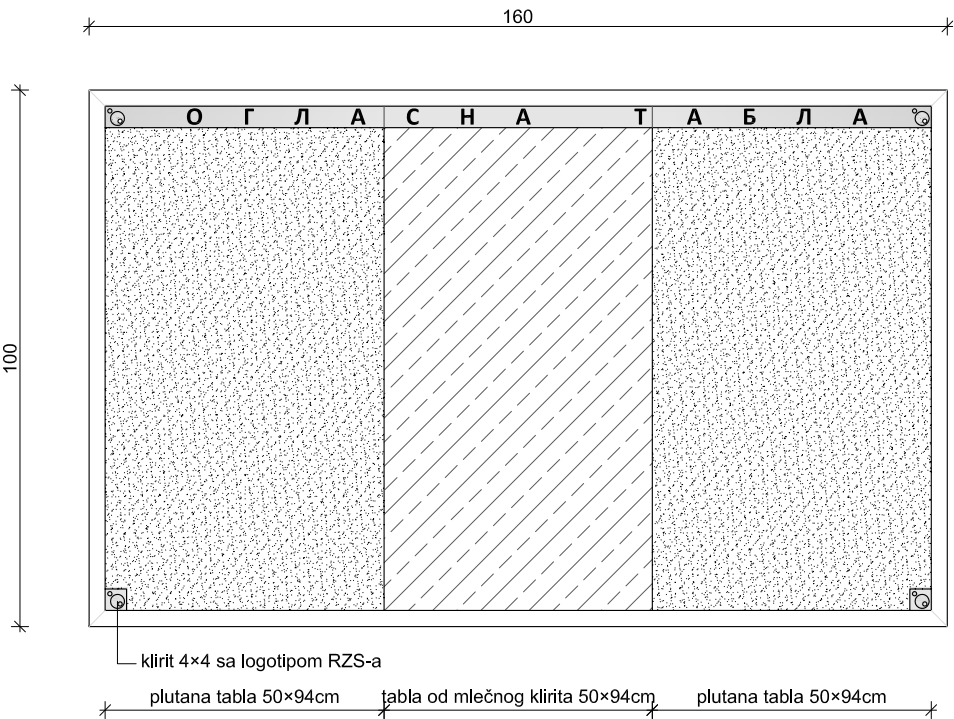 160
О Г Л А С Н А Т А Б Л А
100
klirit 4×4 sa logotipom RZS-a
plutana tabla 50×94cm
tabla od mlečnog klirita 50×94cm
plutana tabla 50×94cm